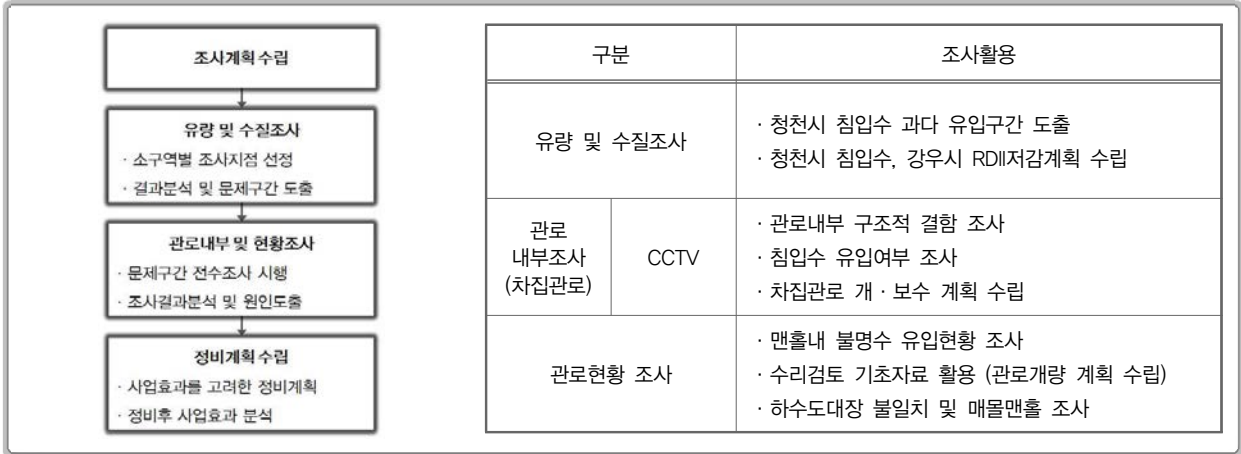 조사계획 수립
유량 및 수질조사
· 소구역별 조사지점 선정
· 결과분석 및 문제구간 도출
관로내부 및 현황조사
· 문제구간 전수조사 시행
· 조사결과분석 및 원인도출
정비계획 수립
· 사업효과를 고려한 정비계획
· 정비후 사업효과 분석
구분
조사활용
유량 및 수질조사
· 청천시 침입수 과다 유입구간 도출
· 청천시 침입수, 강우시 RDII저감계획 수립
관로
내부조사
(차집관로)
CCTV
· 관로내부 구조적 결함 조사
· 침입수 유입여부 조사
· 차집관로 개 · 보수 계획 수립
관로현황 조사
· 맨홀내 불명수 유입현황 조사
· 수리검토 기초자료 활용 (관로개량 계획 수립)
· 하수도대장 불일치 및 매몰맨홀 조사